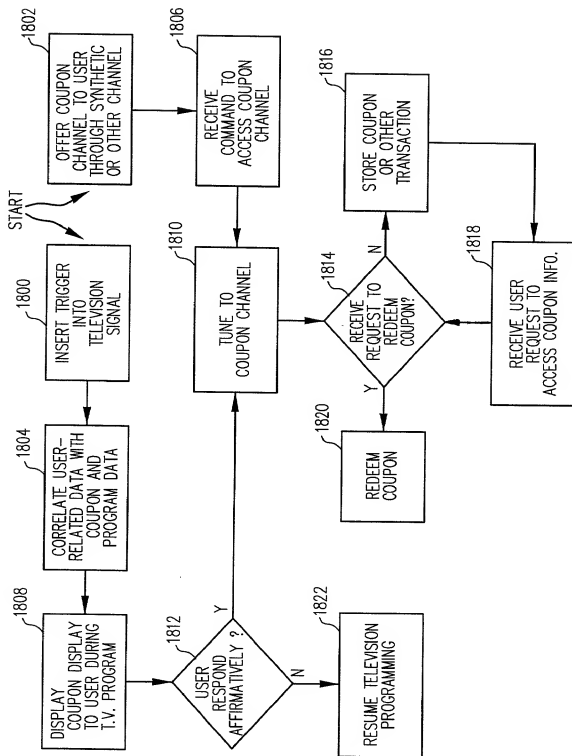 START
1800
INSERT TRIGGER
INTO
TELEVISION
SIGNAL
1802
OFFER COUPON
CHANNEL TO USER
THROUGH SYNTHETIC
OR OTHER CHANNEL
1804
CORRELATE USER-
RELATED DATA WITH
COUPON AND
PROGRAM DATA
1806
RECEIVE
COMMAND TO
ACCESS COUPON
CHANNEL
1808
DISPLAY
COUPON DISPLAY
TO USER DURING
T.V. PROGRAM
1810
TUNE TO
COUPON CHANNEL
1812
USER
RESPOND
AFFIRMATIVELY ?
Y
N
1814
RECEIVE
REQUEST TO
REDEEM
COUPON?
Y
N
1816
STORE COUPON
OR OTHER
TRANSACTION
1818
RECEIVE USER
REQUEST TO
ACCESS COUPON INFO.
1820
REDEEM
COUPON
1822
RESUME TELEVISION
PROGRAMMING